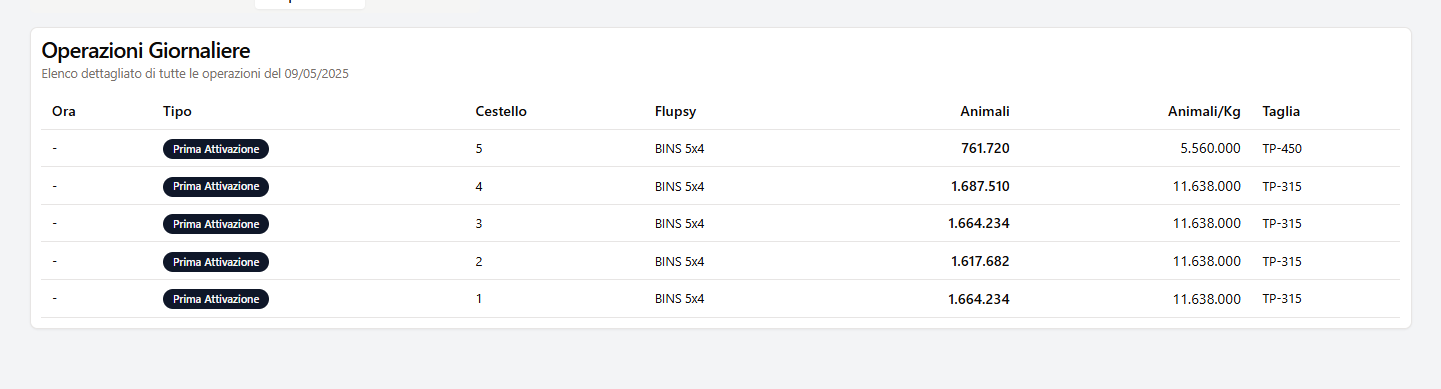 Operazioni Giornaliere
Elenco dettagliato di tutte le operazioni del 09/05/2025
Ora Tipo Cestello Flupsy Animali Animali/Kg Taglia
- Prima Attivazione 5 BINS 5x4 761.720 5.560.000 TP-450
- Prima Attivazione 4 BINS 5x4 1.687.510 11.638.000 TP-315
- Prima Attivazione 3 BINS 5x4 1.664.234 11.638.000 TP-315
- Prima Attivazione 2 BINS 5x4 1.617.682 11.638.000 TP-315
- Prima Attivazione 1 BINS 5x4 1.664.234 11.638.000 TP-315